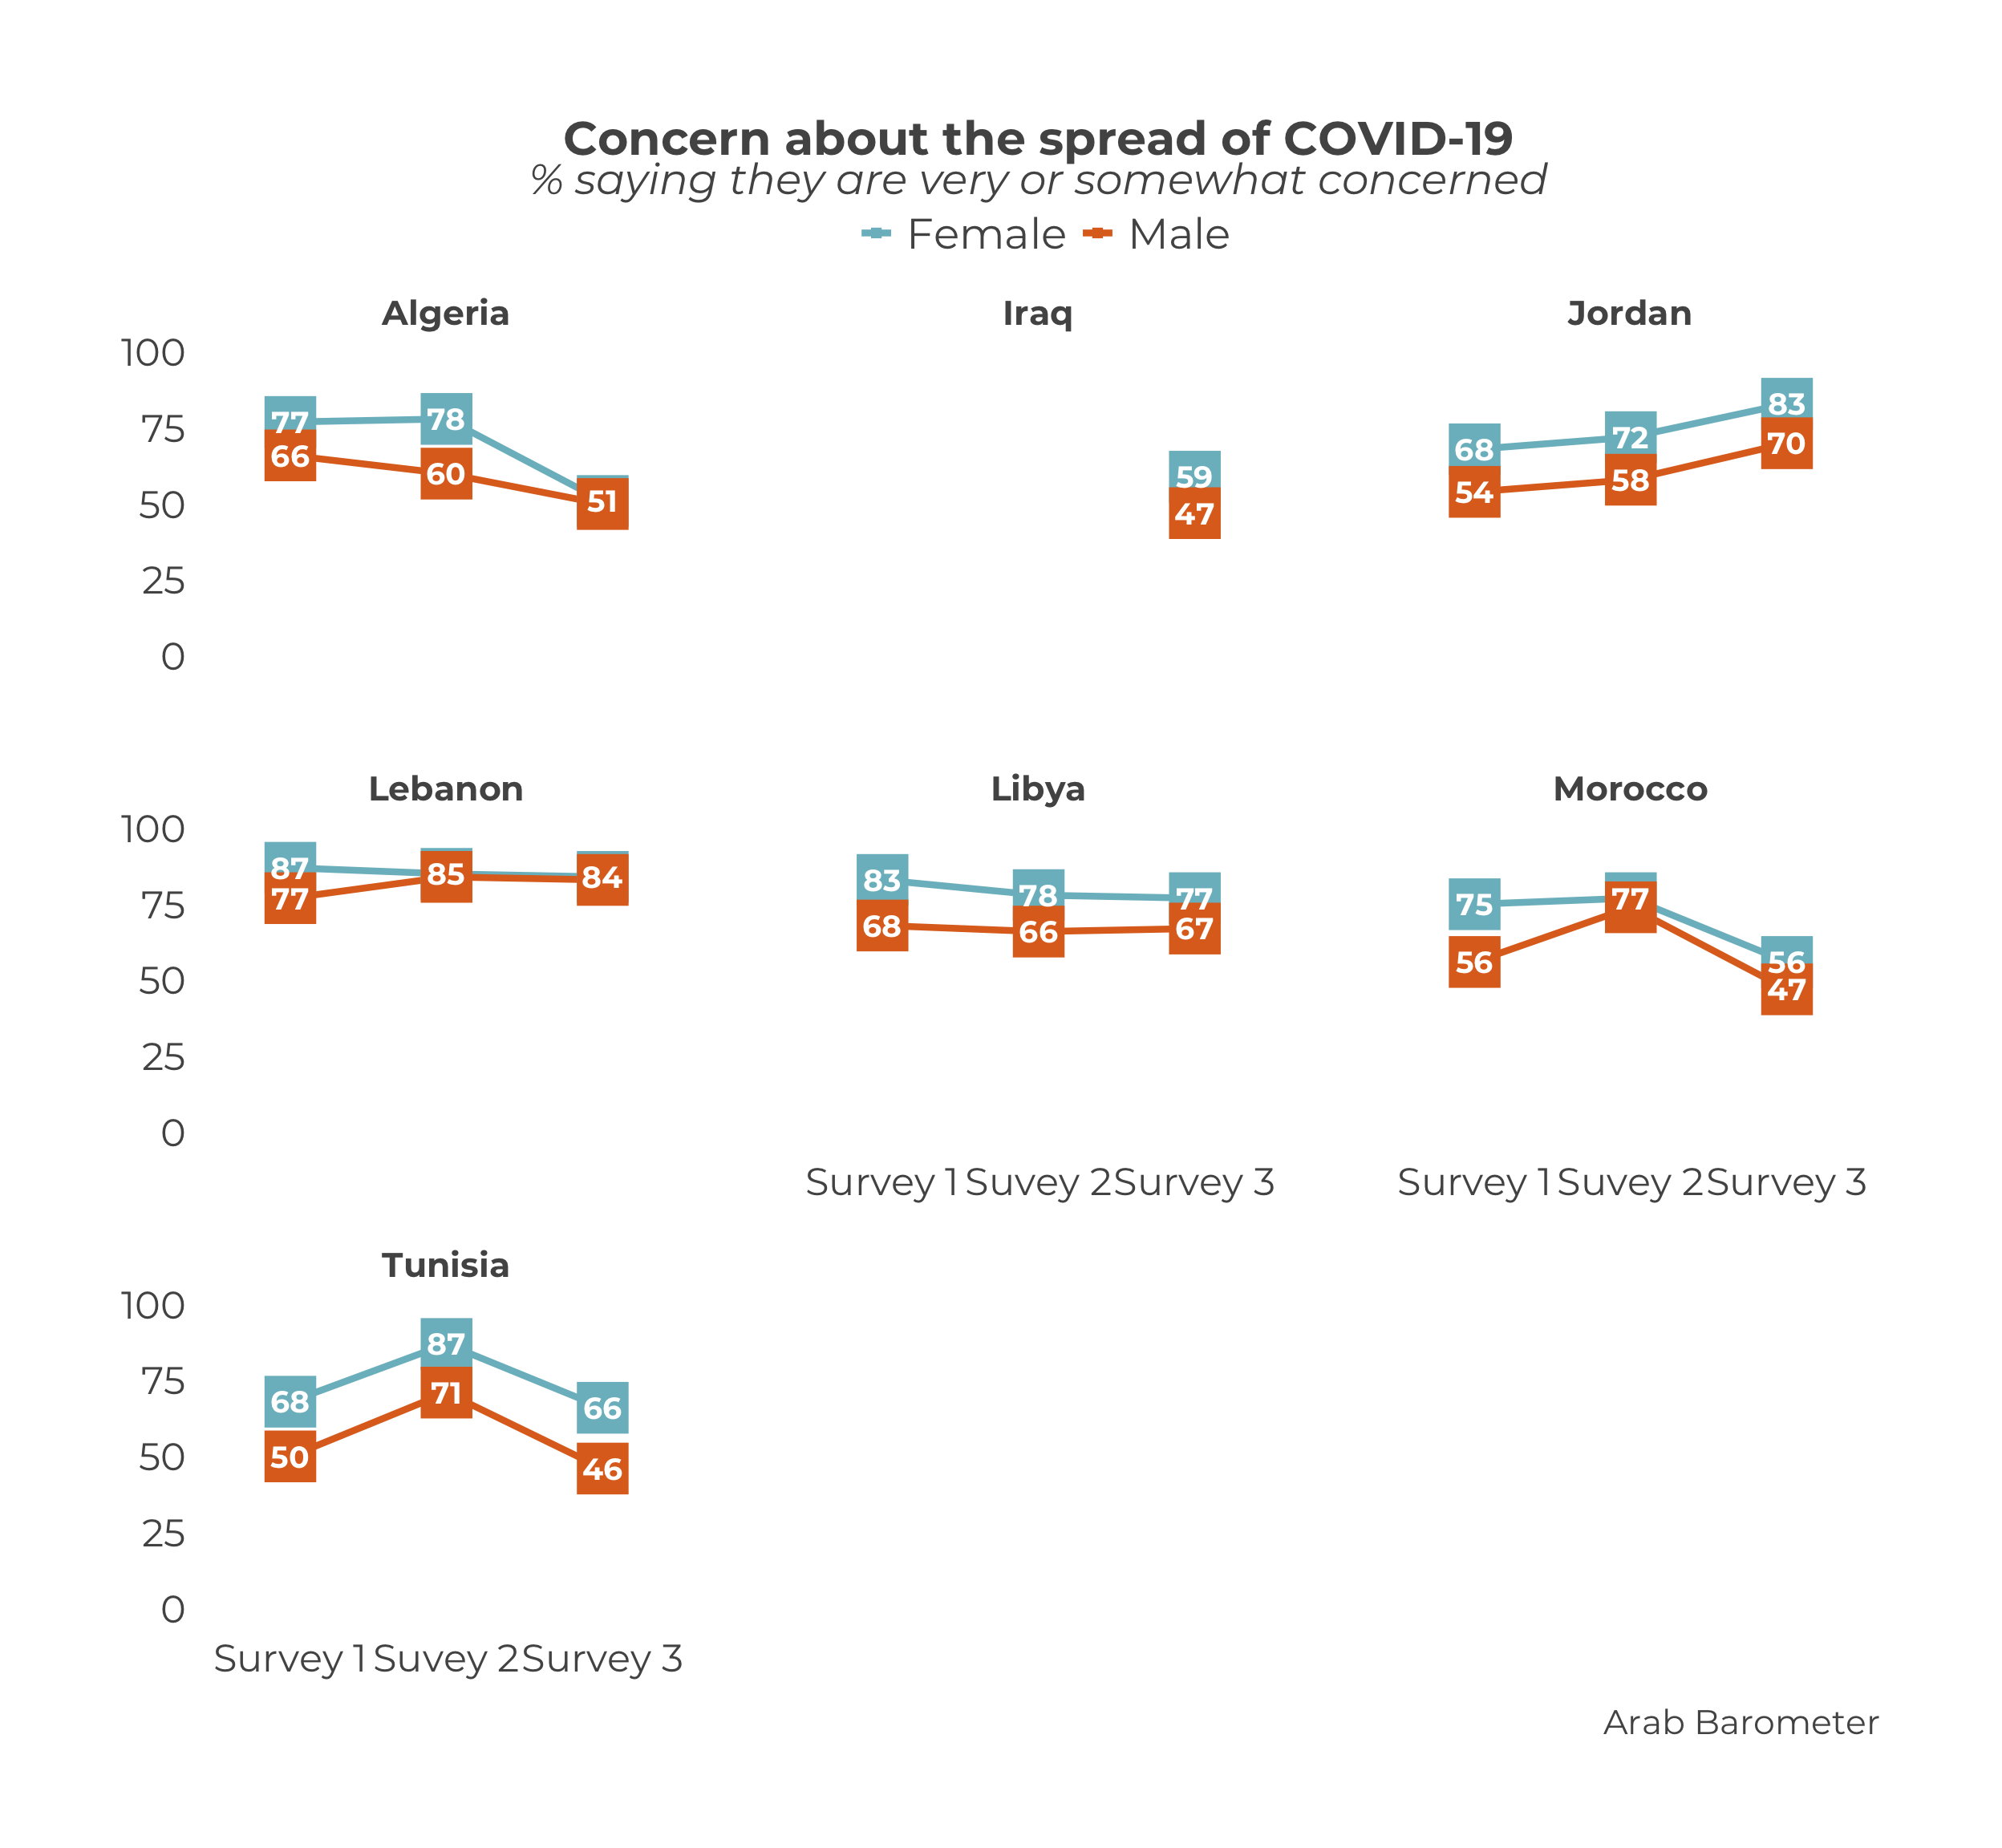 Concern about the spread of COVID-19
% saying they are very or somewhat concerned
Female Male
Algeria
100
75
50
25
0
77 78
66 60 51
Iraq
59
47
Jordan
68 72 83
54 58 70
Lebanon
100
75
50
25
0
87
77 85 84
Libya
83 78 77
68 66 67
Survey 1 Suvey 2 Survey 3
Morocco
75 77 56
56 47
Survey 1 Suvey 2 Survey 3
Tunisia
100
75
50
25
0
68 87 66
50 71 46
Survey 1 Suvey 2 Survey 3
Arab Barometer